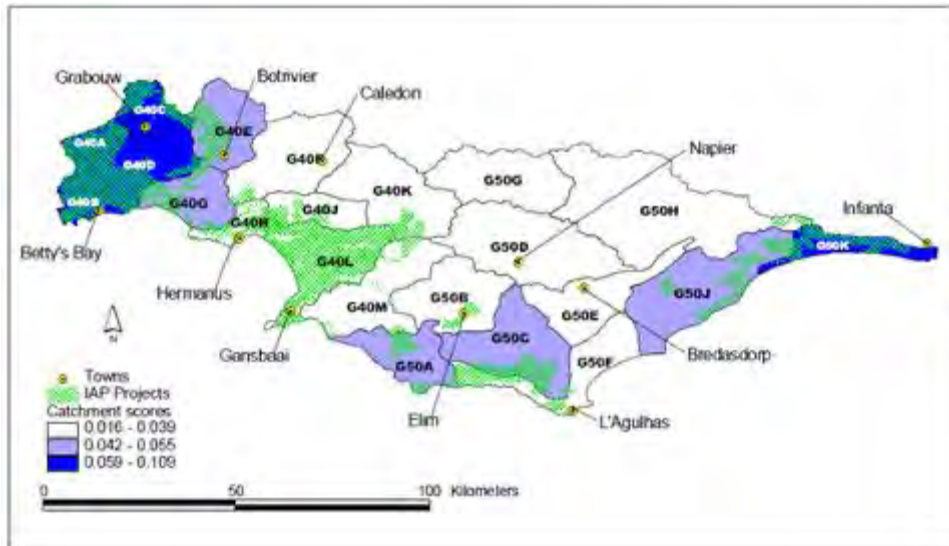 Grabouw
Botrivier
Caledon
Napier
Infanta
G40C
G40A
G40E
G40D
G40B
G40F
G40K
G50G
G50H
G40G
G40H
G40J
G50D
G50K
Betty's Bay
G40L
Hermanus
G40M
G50B
G50E
G50J
G50C
Gansbaai
G50A
G50F
Bredasdorp
Elim
L'Agulhas
N
Towns
IAP Projects
Catchment scores
0.016 - 0.039
0.042 - 0.055
0.059 - 0.109
0 50 100 Kilometers